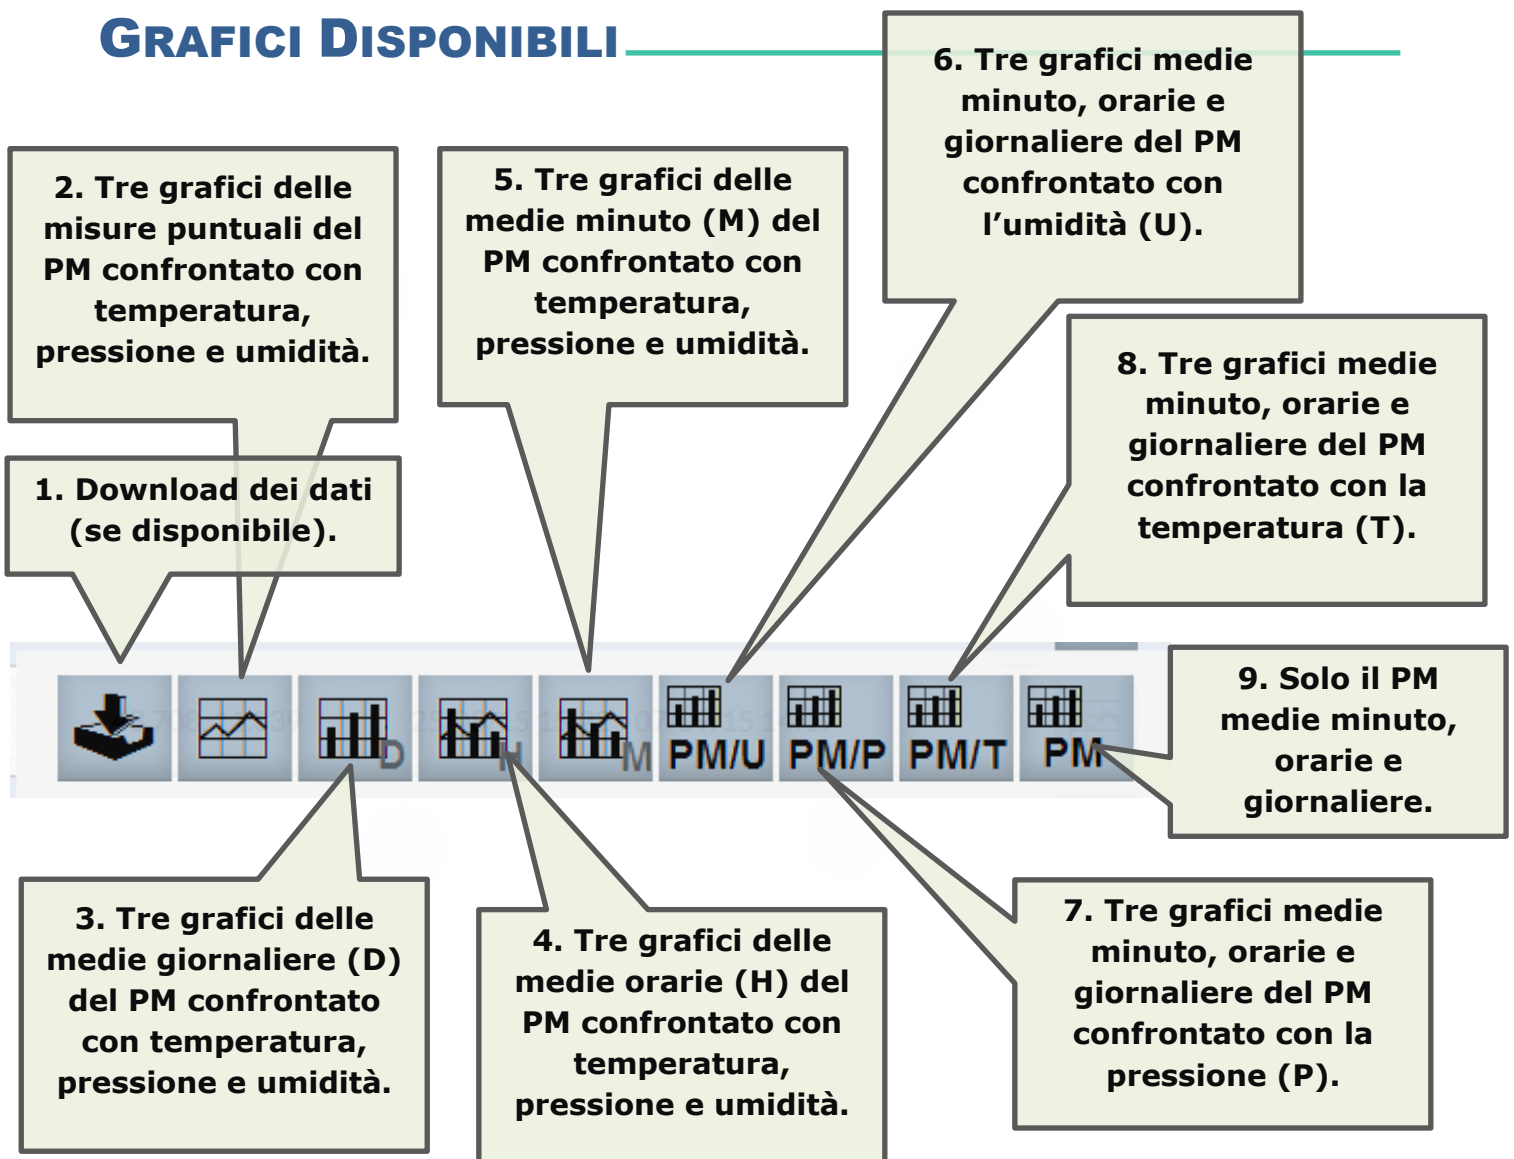 GRAFICI DISPONIBILI
6. Tre grafici medie
minuto, orarie e
giornaliere del PM
confrontato con
l’umidità (U).
2. Tre grafici delle
misure puntuali del
PM confrontato con
temperatura,
pressione e umidità.
5. Tre grafici delle
medie minuto (M) del
PM confrontato con
temperatura,
pressione e umidità.
8. Tre grafici medie
minuto, orarie e
giornaliere del PM
confrontato con la
temperatura (T).
1. Download dei dati
(se disponibile).
D
H
M
PM/U
PM/P
PM/T
PM
9. Solo il PM
medie minuto,
orarie e
giornaliere.
3. Tre grafici delle
medie giornaliere (D)
del PM confrontato
con temperatura,
pressione e umidità.
4. Tre grafici delle
medie orarie (H) del
PM confrontato con
temperatura,
pressione e umidità.
7. Tre grafici medie
minuto, orarie e
giornaliere del PM
confrontato con la
pressione (P).